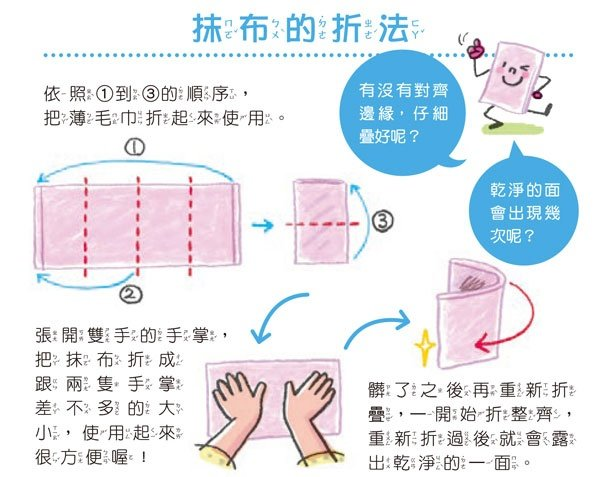 抹布的折法
依照①到③的順序，
把薄毛巾折起來使用。
有沒有對齊
邊緣，仔細
疊好呢？
乾淨的面
會出現幾
次呢？
①
②
③
張開雙手的手掌，
把抹布折成
跟兩隻手掌
差不多的大
小，使用起來
很方便喔！
髒了之後再重新折
疊，一開始折整齊，
重新折過後就會露
出乾淨的一面。